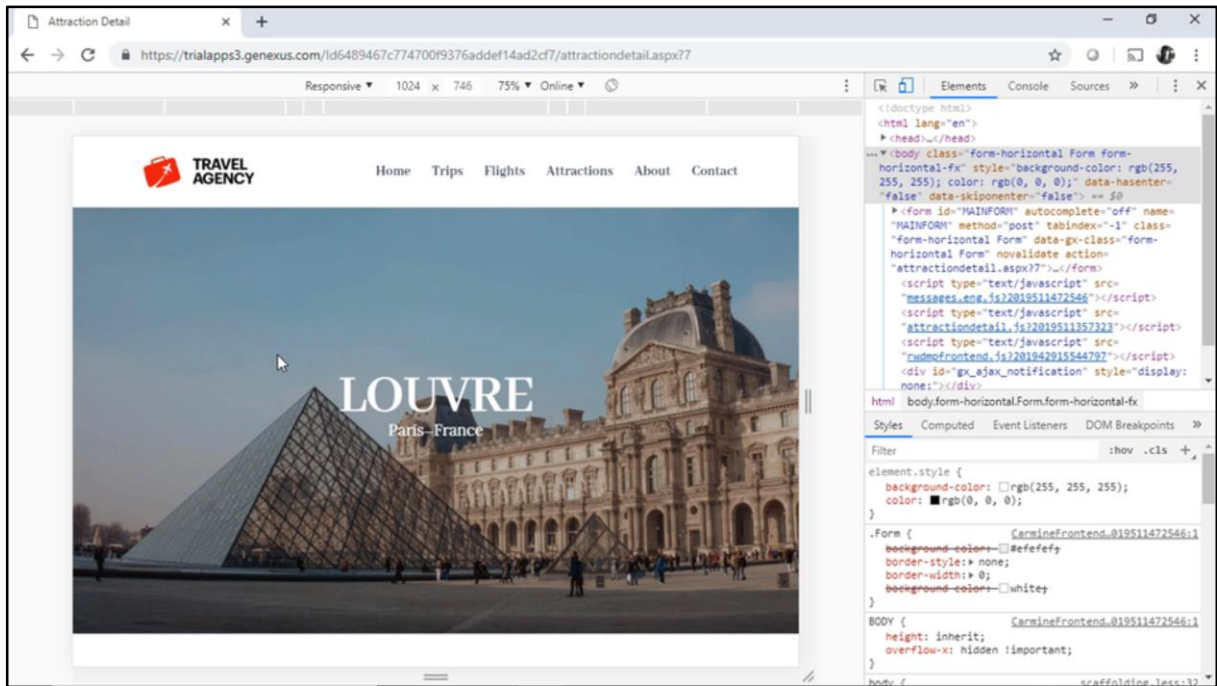 Attraction Detail
https://trialapps3.genexus.com/Id6489467c774700f9376addef14ad2cf7/attractiondetail.aspx?7
Responsive ▼ 1024 × 746 75% ▼ Online ▼
Elements Console Sources »
TRAVEL
AGENCY
Home Trips Flights Attractions About Contact
LOUVRE
Paris–France
<!doctype html>
<html lang="en">
▶<head>…</head>
…▼<body class="form-horizontal Form form-
horizontal-fx" style="background-color: rgb(255,
255, 255); color: rgb(0, 0, 0);" data-hasenter=
"false" data-skiponenter="false"> == $0
▶<form id="MAINFORM" autocomplete="off" name=
"MAINFORM" method="post" tabindex="-1" class=
"form-horizontal Form" data-gx-class="form-
horizontal Form" novalidate action=
"attractiondetail.aspx?7">…</form>
<script type="text/javascript" src=
"messages.eng.js?2019511472546"></script>
<script type="text/javascript" src=
"attractiondetail.js?2019511357323"></script>
<script type="text/javascript" src=
"rwdmpfrontend.js?201942915544797"></script>
<div id="gx_ajax_notification" style="display:
none;"></div>
html body.form-horizontal.Form.form-horizontal-fx
Styles Computed Event Listeners DOM Breakpoints »
Filter :hov .cls +
element.style {
background-color: rgb(255, 255, 255);
color: rgb(0, 0, 0);
}
.Form { CarmineFrontend…019511472546:1
background-color: #efefef;
border-style:▶ none;
border-width:▶ 0;
background-color: white;
}
BODY { CarmineFrontend…019511472546:1
height: inherit;
overflow-x: hidden !important;
}
body { scaffolding.less:32